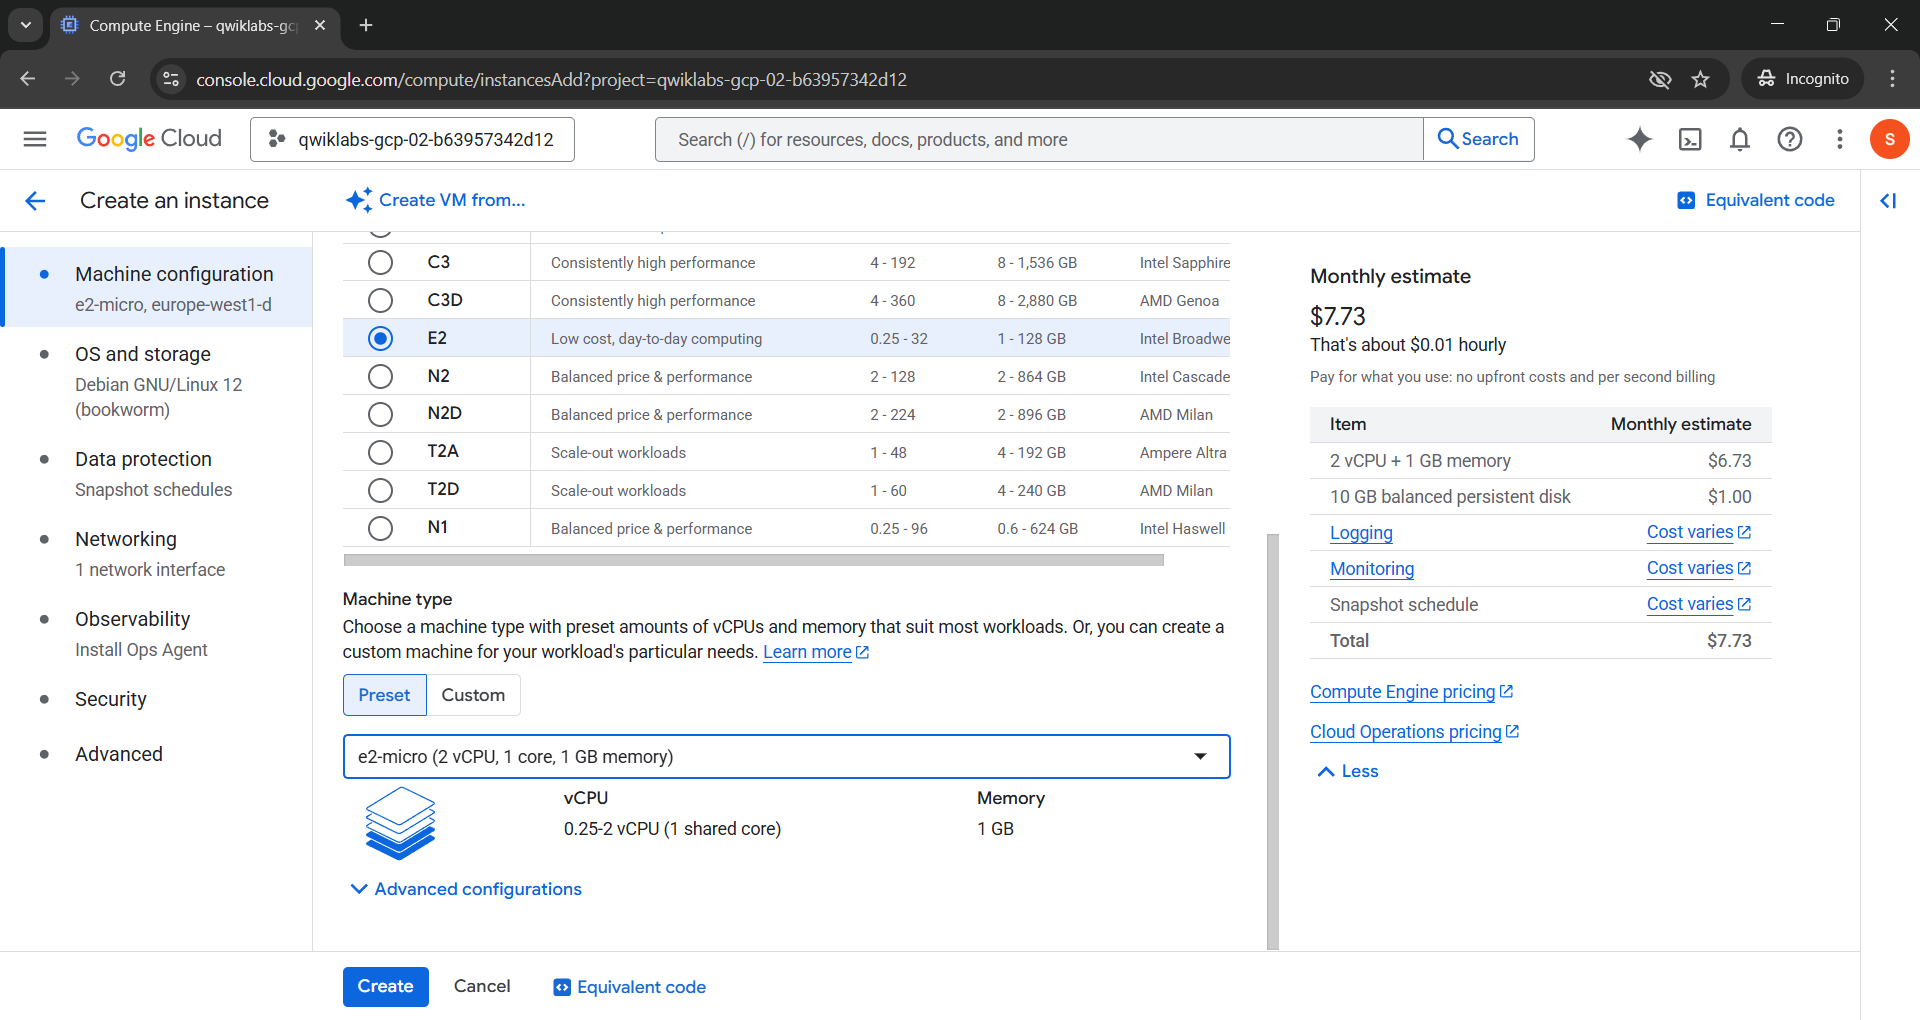 Compute Engine – qwiklabs-gc
console.cloud.google.com/compute/instancesAdd?project=qwiklabs-gcp-02-b63957342d12
Incognito
Google Cloud
qwiklabs-gcp-02-b63957342d12
Search (/) for resources, docs, products, and more
Search
S
Create an instance
Create VM from...
Equivalent code
Machine configuration
e2-micro, europe-west1-d
OS and storage
Debian GNU/Linux 12
(bookworm)
Data protection
Snapshot schedules
Networking
1 network interface
Observability
Install Ops Agent
Security
Advanced
C3 Consistently high performance 4 - 192 8 - 1,536 GB Intel Sapphire
C3D Consistently high performance 4 - 360 8 - 2,880 GB AMD Genoa
E2 Low cost, day-to-day computing 0.25 - 32 1 - 128 GB Intel Broadwe
N2 Balanced price & performance 2 - 128 2 - 864 GB Intel Cascade
N2D Balanced price & performance 2 - 224 2 - 896 GB AMD Milan
T2A Scale-out workloads 1 - 48 4 - 192 GB Ampere Altra
T2D Scale-out workloads 1 - 60 4 - 240 GB AMD Milan
N1 Balanced price & performance 0.25 - 96 0.6 - 624 GB Intel Haswell
Machine type
Choose a machine type with preset amounts of vCPUs and memory that suit most workloads. Or, you can create a
custom machine for your workload's particular needs. Learn more
Preset Custom
e2-micro (2 vCPU, 1 core, 1 GB memory)
vCPU Memory
0.25-2 vCPU (1 shared core) 1 GB
Advanced configurations
Create Cancel Equivalent code
Monthly estimate
$7.73
That's about $0.01 hourly
Pay for what you use: no upfront costs and per second billing
Item Monthly estimate
2 vCPU + 1 GB memory $6.73
10 GB balanced persistent disk $1.00
Logging Cost varies
Monitoring Cost varies
Snapshot schedule Cost varies
Total $7.73
Compute Engine pricing
Cloud Operations pricing
Less